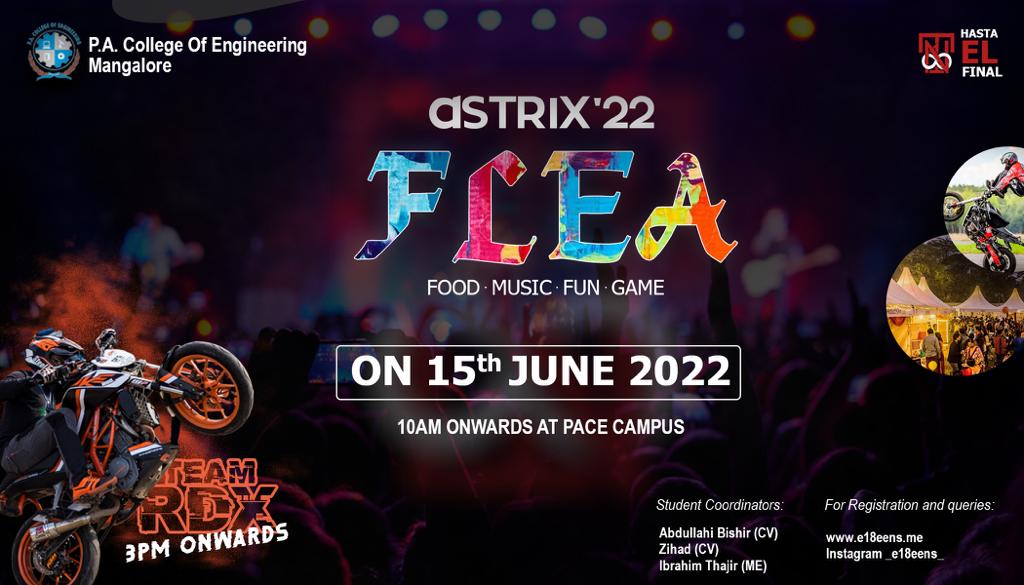 P.A. College Of Engineering
Mangalore
HASTA
EL
FINAL
aSTRIX'22
FLEA
FOOD · MUSIC · FUN · GAME
ON 15th JUNE 2022
10AM ONWARDS AT PACE CAMPUS
TEAM
RDX
3PM ONWARDS
Student Coordinators:
Abdullahi Bishir (CV)
Zihad (CV)
Ibrahim Thajir (ME)
For Registration and queries:
www.e18eens.me
Instagram _e18eens_